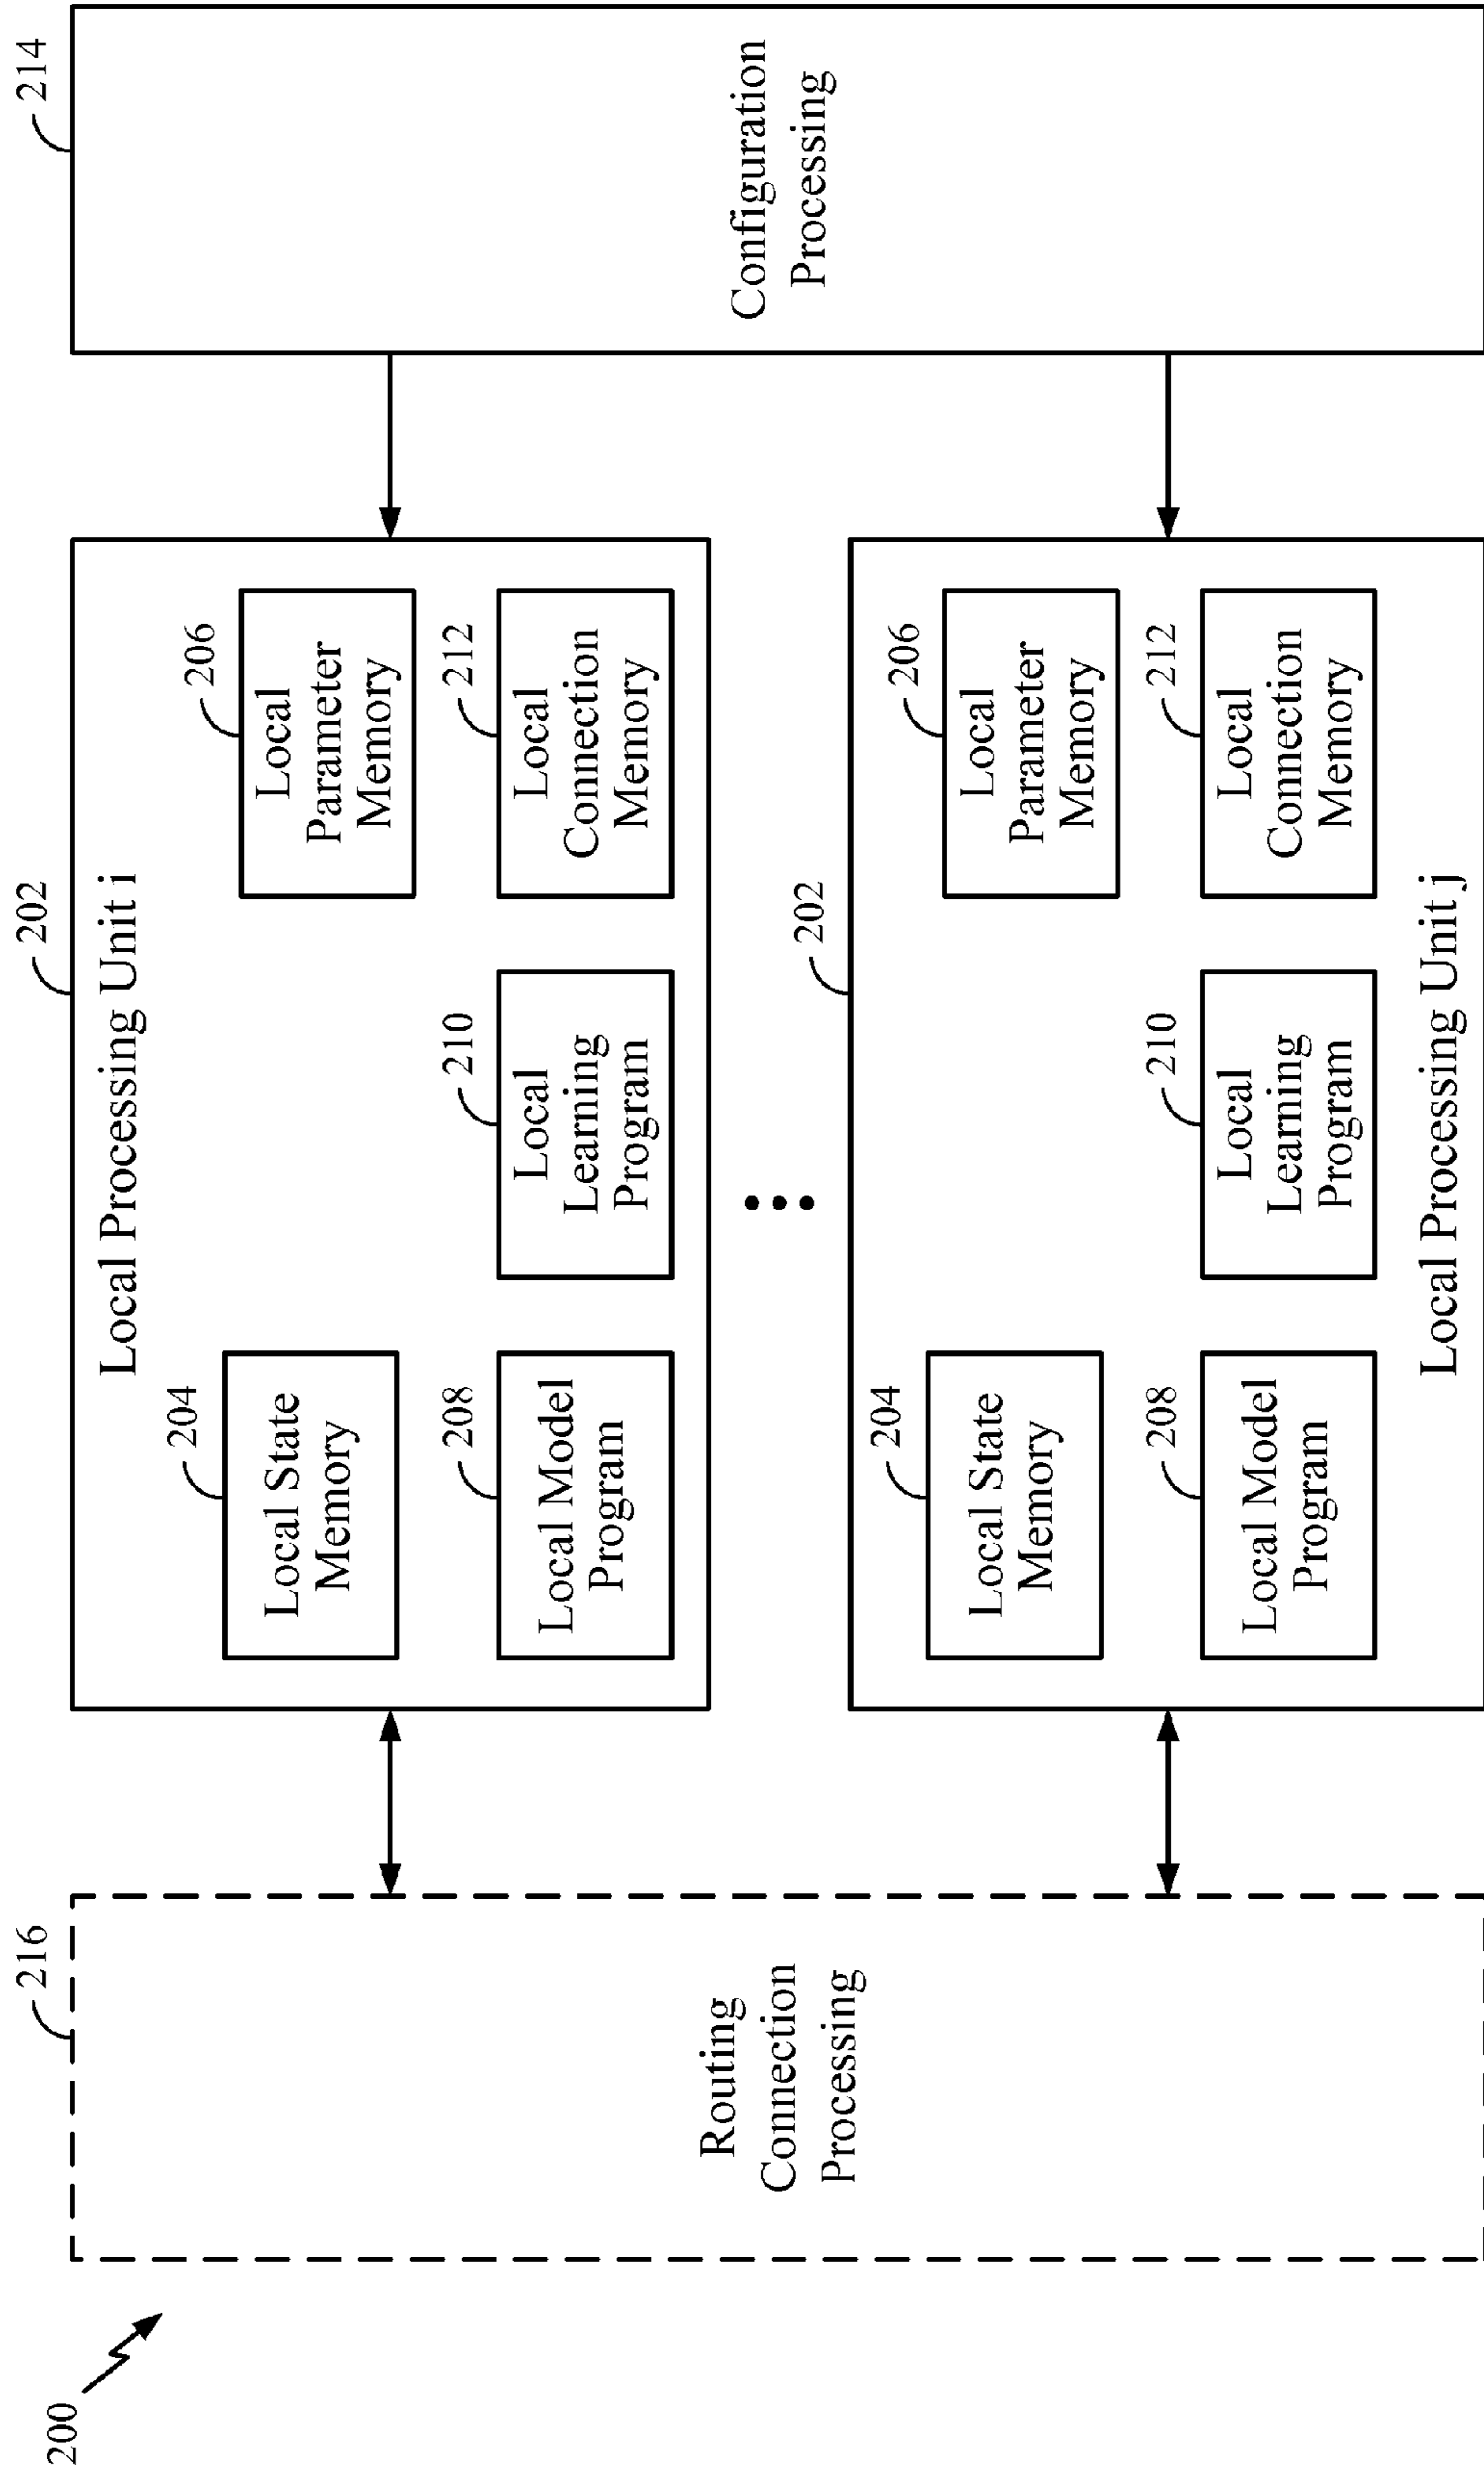 200
216
Routing
Connection
Processing
202
Local Processing Unit i
204
Local State
Memory
206
Local
Parameter
Memory
208
Local Model
Program
210
Local
Learning
Program
212
Local
Connection
Memory
202
204
Local State
Memory
206
Local
Parameter
Memory
208
Local Model
Program
210
Local
Learning
Program
212
Local
Connection
Memory
Local Processing Unit j
214
Configuration
Processing